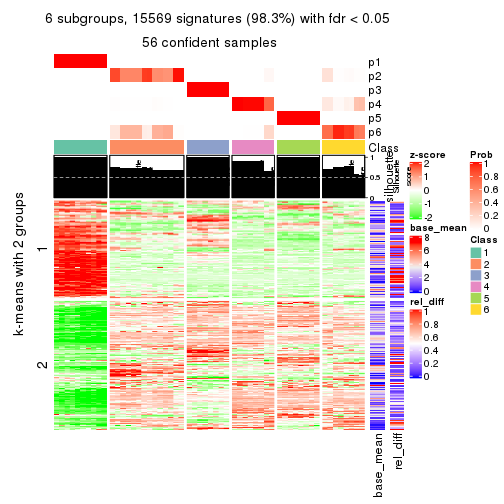 6 subgroups, 15569 signatures (98.3%) with fdr < 0.05
56 confident samples
p1
p2
p3
p4
p5
p6
Class
1
0.5
0
silhouette
Silhouette
score
k-means with 2 groups
1
2
base_mean
rel_diff
z-score
2
1
0
-1
-2
base_mean
8
6
4
2
0
rel_diff
1
0.8
0.6
0.4
0.2
0
Prob
1
0.8
0.6
0.4
0.2
0
Class
1
2
3
4
5
6